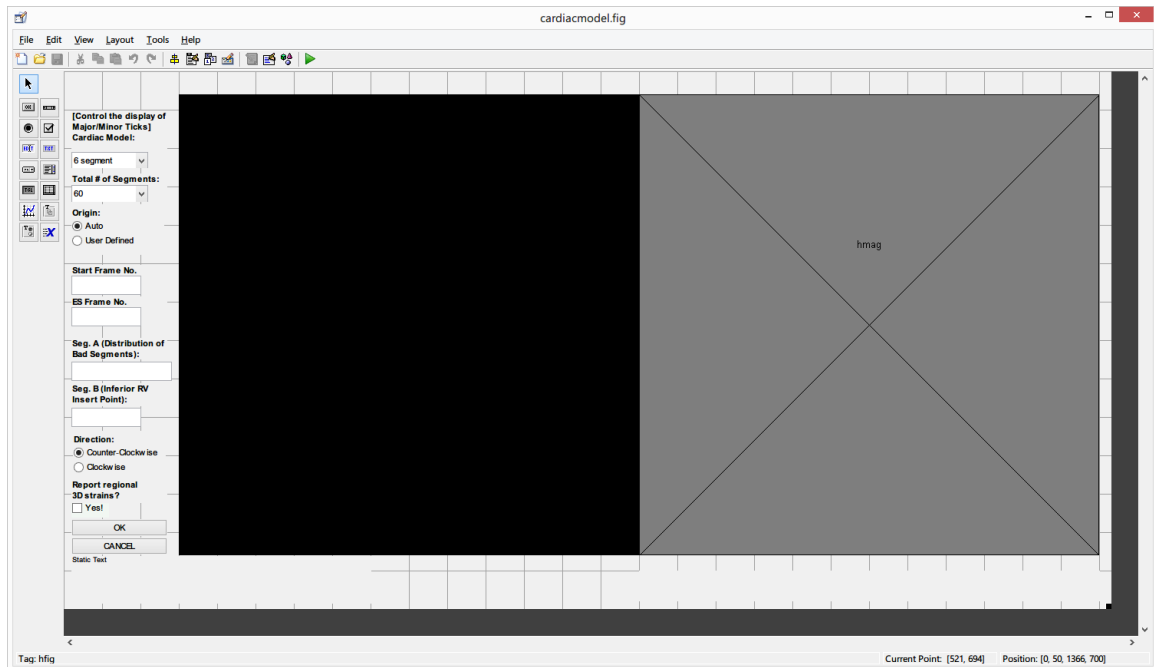 cardiacmodel.fig
File Edit View Layout Tools Help
[Control the display of
Major/Minor Ticks]
Cardiac Model:
6 segment
Total # of Segments:
60
Origin:
Auto
User Defined
Start Frame No.
ES Frame No.
Seg. A (Distribution of
Bad Segments):
Seg. B (Inferior RV
Insert Point):
Direction:
Counter-Clockwise
Clockwise
Report regional
3D strains?
Yes!
OK
CANCEL
Static Text
hmag
Tag: hfig
Current Point: [521, 694] Position: [0, 50, 1366, 700]